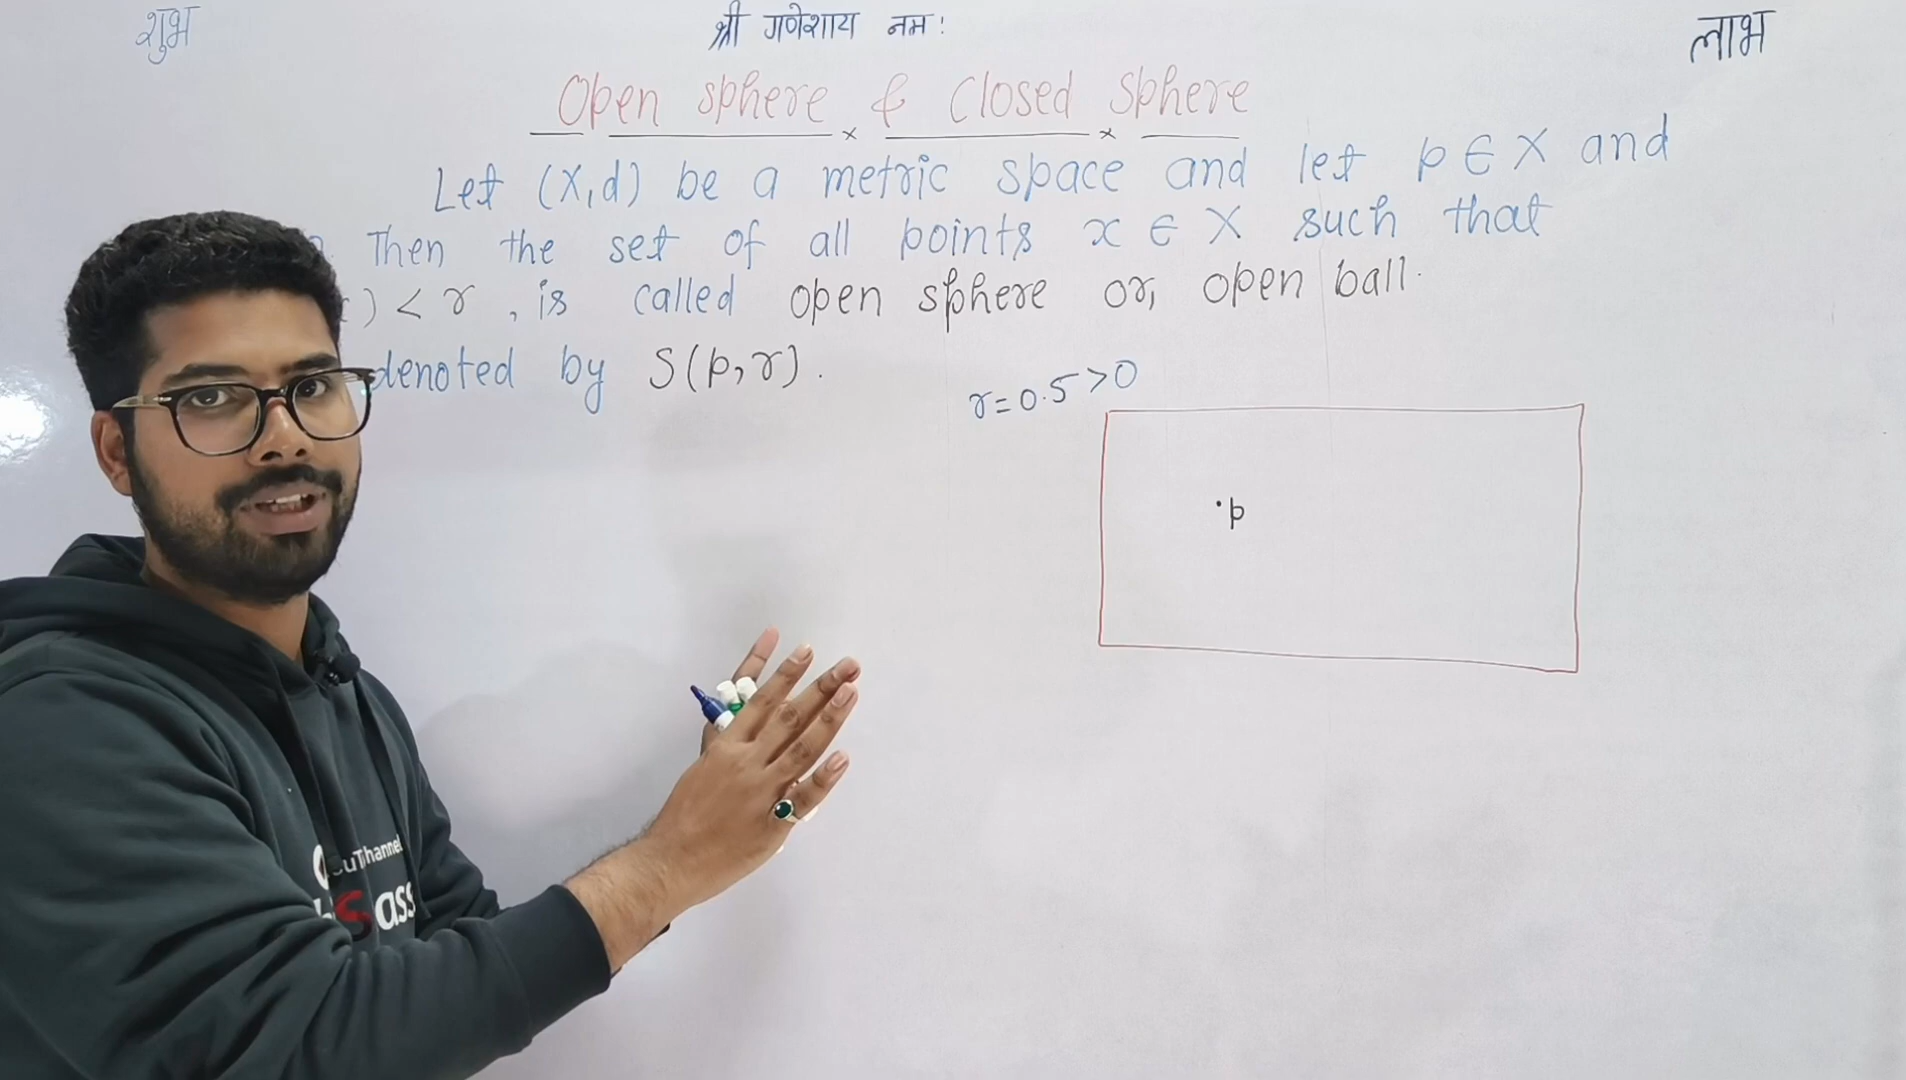 शुभ
श्री गणेशाय नमः
लाभ
Open sphere & Closed Sphere
Let (X,d) be a metric space and let p ∈ X and
Then the set of all points x ∈ X such that
) < r , is called open sphere or, open ball.
denoted by S(p,r).
r = 0.5 > 0
p